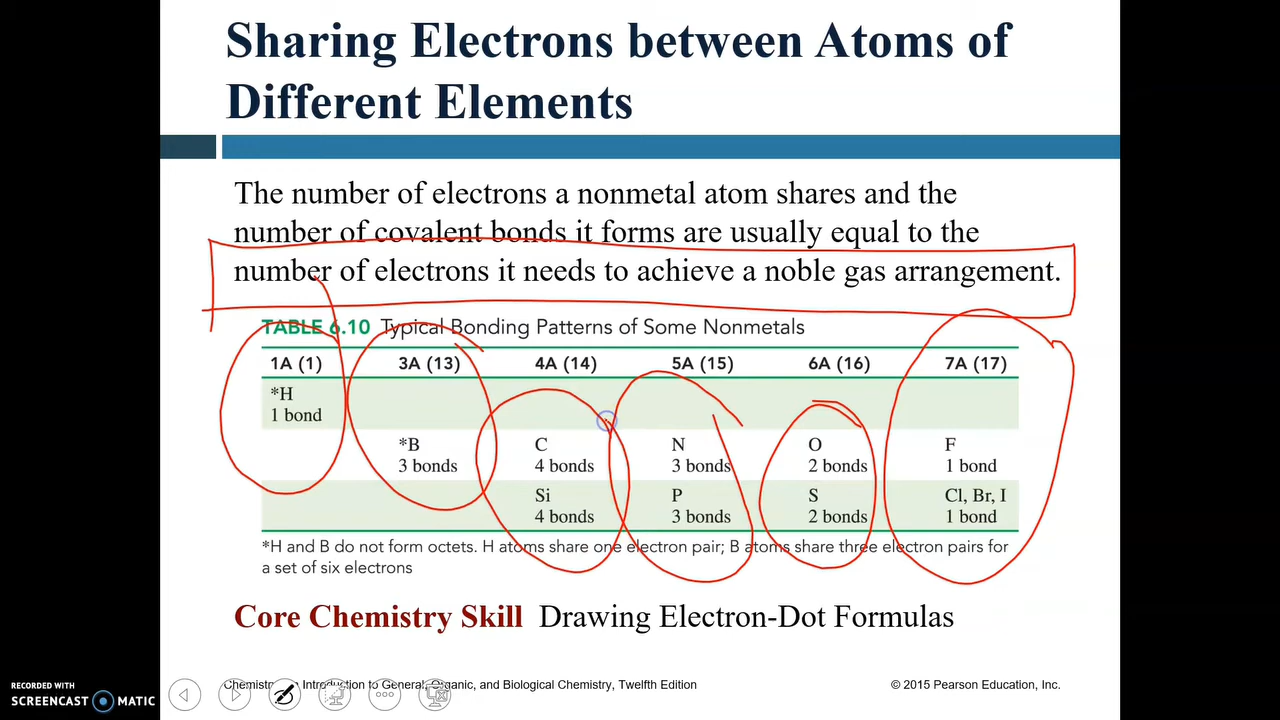 Sharing Electrons between Atoms of
Different Elements
The number of electrons a nonmetal atom shares and the
number of covalent bonds it forms are usually equal to the
number of electrons it needs to achieve a noble gas arrangement.
TABLE 6.10 Typical Bonding Patterns of Some Nonmetals
1A (1) 3A (13) 4A (14) 5A (15) 6A (16) 7A (17)
*H
1 bond
*B C N O F
3 bonds 4 bonds 3 bonds 2 bonds 1 bond
Si P S Cl, Br, I
4 bonds 3 bonds 2 bonds 1 bond
*H and B do not form octets. H atoms share one electron pair; B atoms share three electron pairs for
a set of six electrons
Core Chemistry Skill Drawing Electron-Dot Formulas
Introduction to General, Organic, and Biological Chemistry, Twelfth Edition
© 2015 Pearson Education, Inc.
RECORDED WITH
SCREENCAST MATIC